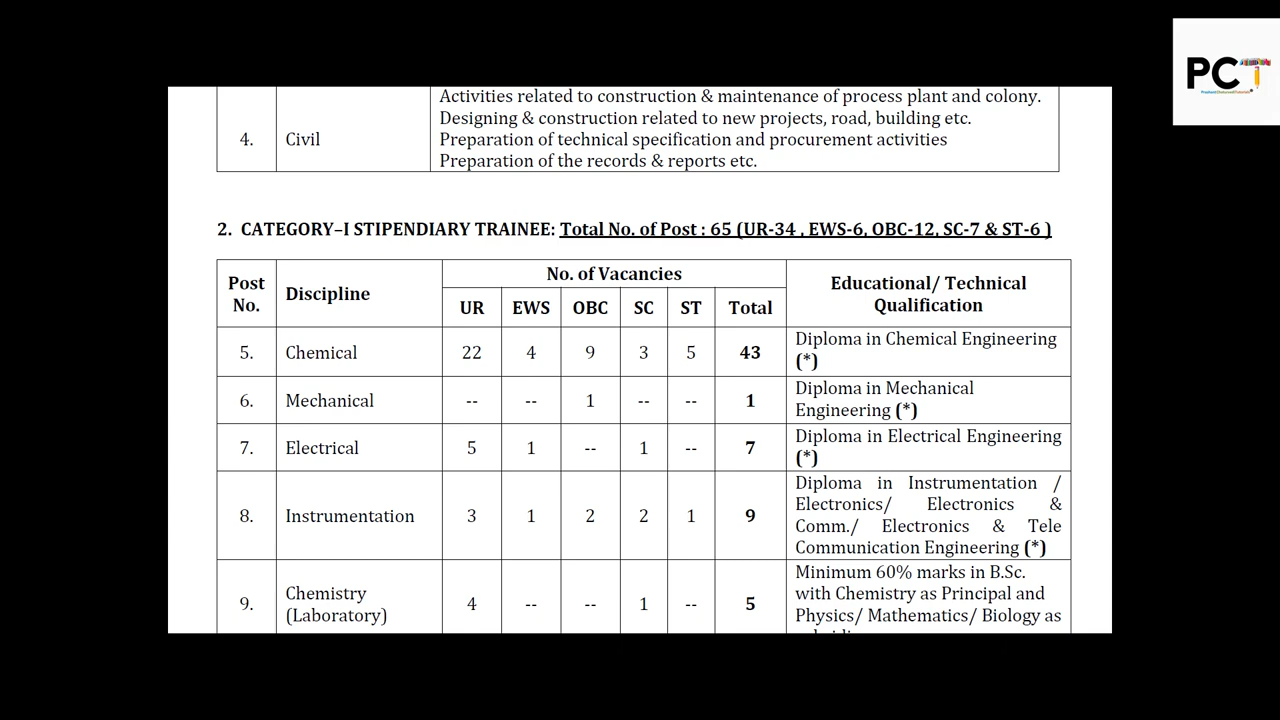 PCT
Activities related to construction & maintenance of process plant and colony.
Designing & construction related to new projects, road, building etc.
4. Civil Preparation of technical specification and procurement activities
Preparation of the records & reports etc.
2. CATEGORY–I STIPENDIARY TRAINEE: Total No. of Post : 65 (UR-34 , EWS-6, OBC-12, SC-7 & ST-6 )
Post No. Discipline No. of Vacancies Educational/ Technical Qualification
UR EWS OBC SC ST Total
5. Chemical 22 4 9 3 5 43 Diploma in Chemical Engineering
(*)
6. Mechanical -- -- 1 -- -- 1 Diploma in Mechanical
Engineering (*)
7. Electrical 5 1 -- 1 -- 7 Diploma in Electrical Engineering
(*)
8. Instrumentation 3 1 2 2 1 9 Diploma in Instrumentation /
Electronics/ Electronics &
Comm./ Electronics & Tele
Communication Engineering (*)
9. Chemistry (Laboratory) 4 -- -- 1 -- 5 Minimum 60% marks in B.Sc.
with Chemistry as Principal and
Physics/ Mathematics/ Biology as